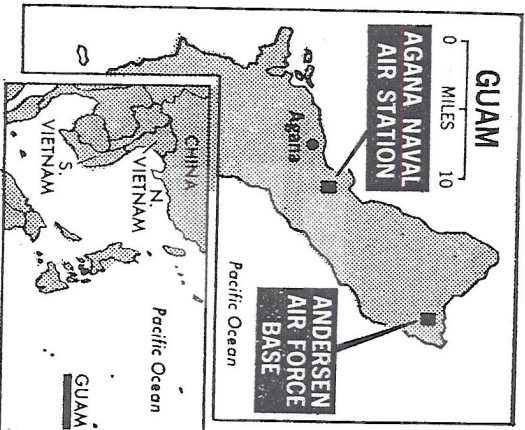 GUAM
0 MILES 10
AGANA NAVAL
AIR STATION
Agana
ANDERSEN
AIR FORCE
BASE
Pacific Ocean
CHINA
N.
VIETNAM
S.
VIETNAM
Pacific Ocean
GUAM